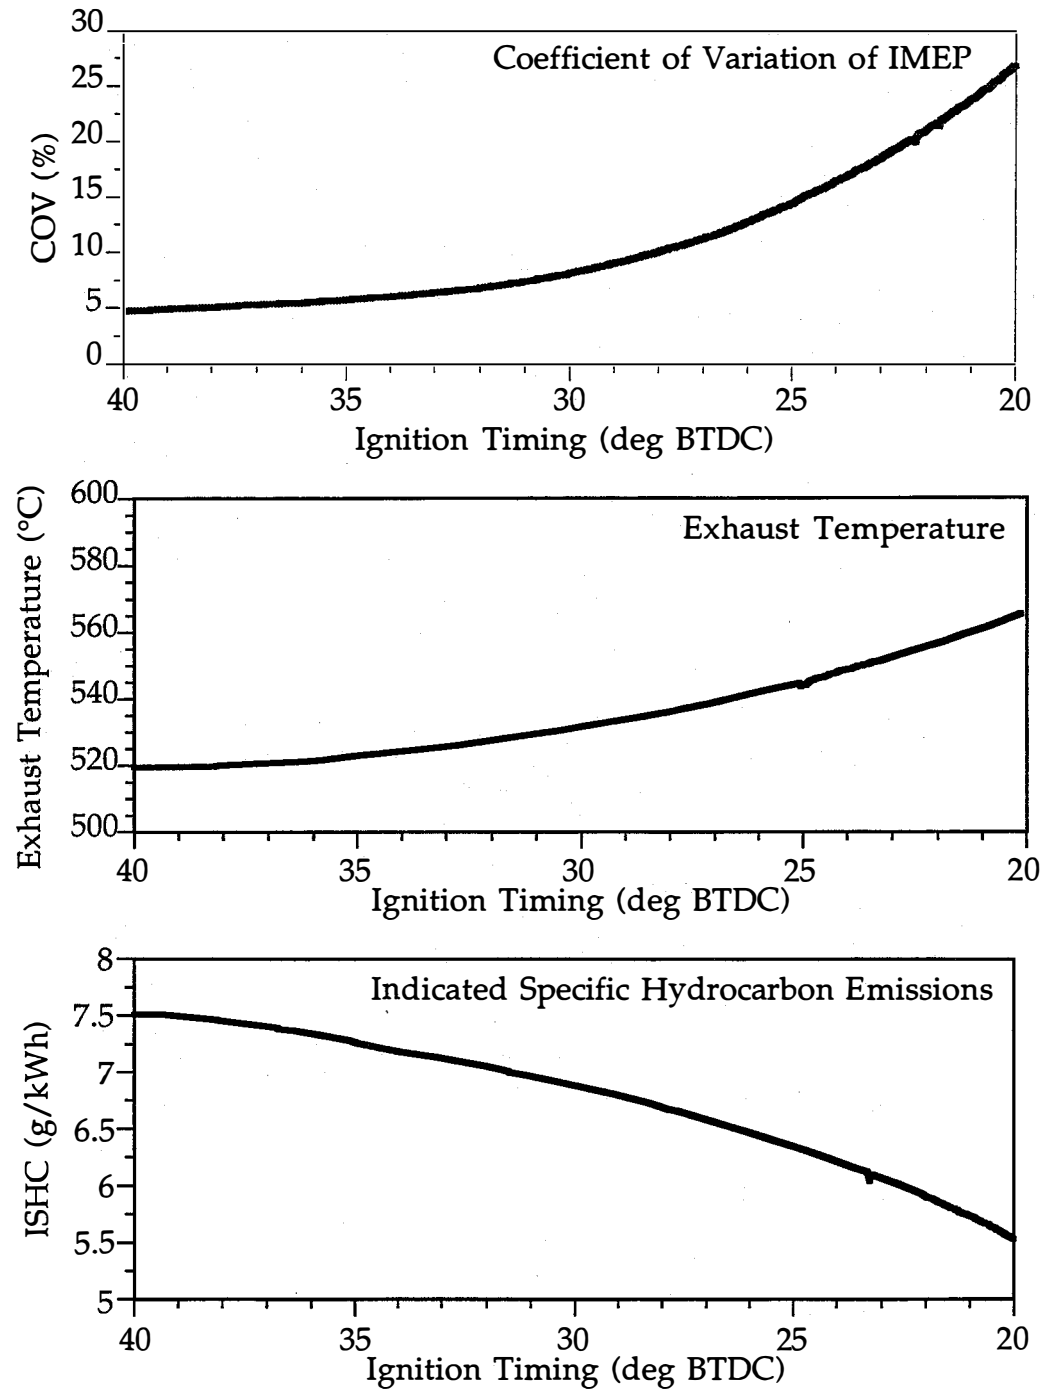 Coefficient of Variation of IMEP
COV (%)
30
25
20
15
10
5
0
40 35 30 25 20
Ignition Timing (deg BTDC)
Exhaust Temperature
Exhaust Temperature (°C)
600
580
560
540
520
500
40 35 30 25 20
Ignition Timing (deg BTDC)
Indicated Specific Hydrocarbon Emissions
ISHC (g/kWh)
8
7.5
7
6.5
6
5.5
5
40 35 30 25 20
Ignition Timing (deg BTDC)